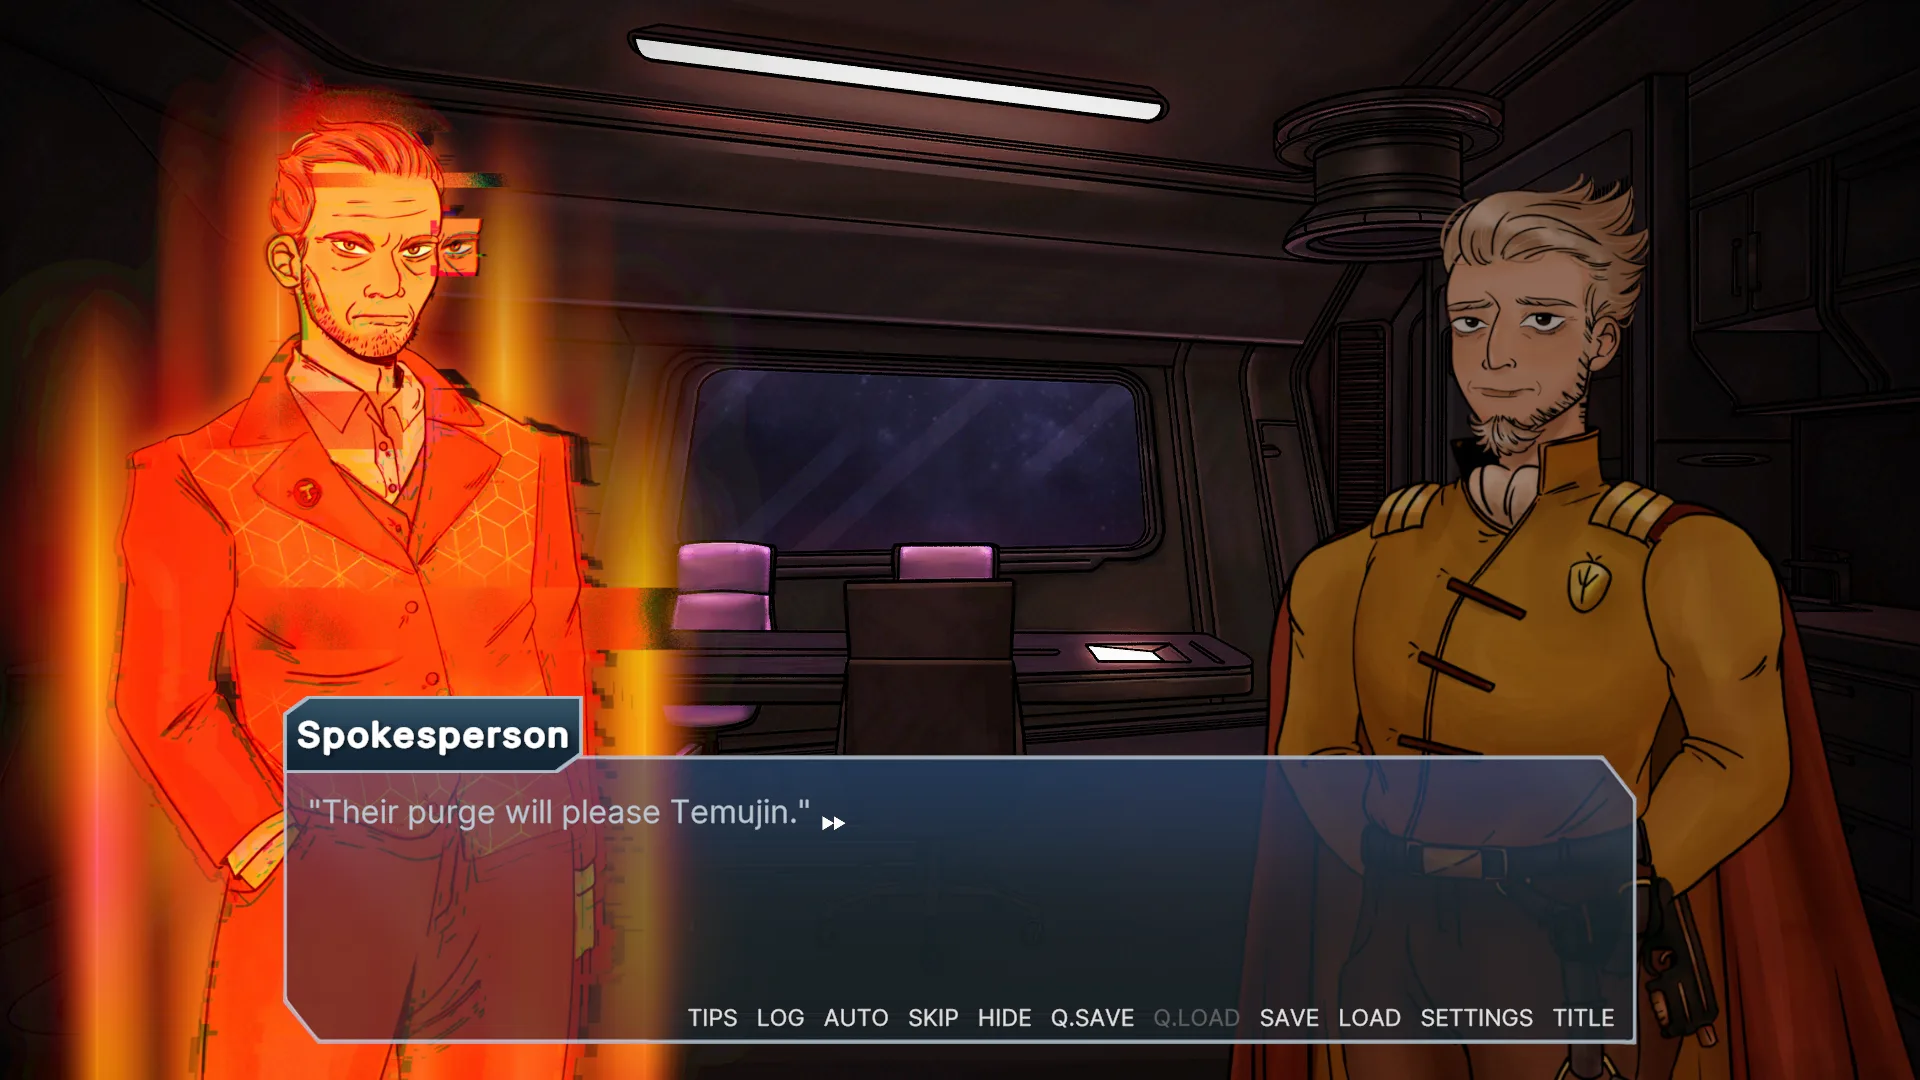 T
Spokesperson
"Their purge will please Temujin."
TIPS LOG AUTO SKIP HIDE Q.SAVE Q.LOAD SAVE LOAD SETTINGS TITLE